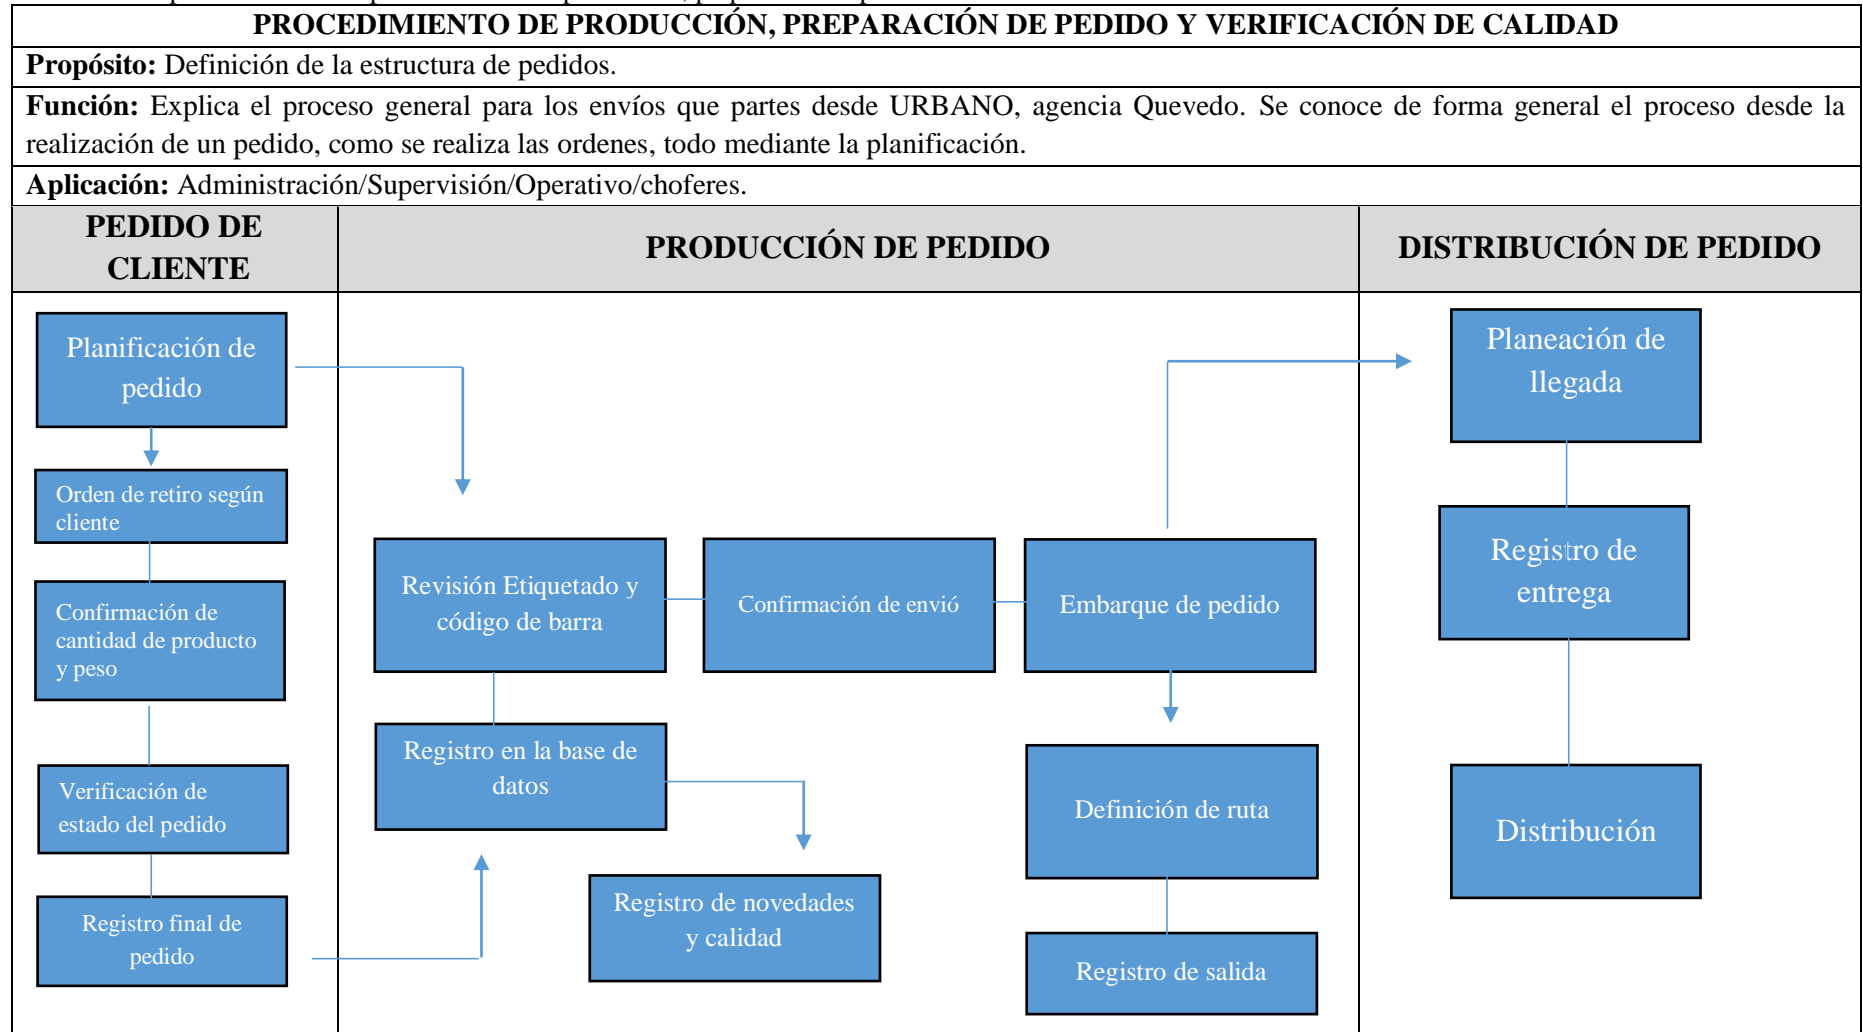 PROCEDIMIENTO DE PRODUCCIÓN, PREPARACIÓN DE PEDIDO Y VERIFICACIÓN DE CALIDAD
Propósito: Definición de la estructura de pedidos.
Función: Explica el proceso general para los envíos que partes desde URBANO, agencia Quevedo. Se conoce de forma general el proceso desde la
realización de un pedido, como se realiza las ordenes, todo mediante la planificación.
Aplicación: Administración/Supervisión/Operativo/choferes.
PEDIDO DE
CLIENTE
PRODUCCIÓN DE PEDIDO
DISTRIBUCIÓN DE PEDIDO
Planificación de
pedido
Orden de retiro según
cliente
Confirmación de
cantidad de producto
y peso
Verificación de
estado del pedido
Registro final de
pedido
Revisión Etiquetado y
código de barra
Confirmación de envió
Embarque de pedido
Registro en la base de
datos
Registro de novedades
y calidad
Definición de ruta
Registro de salida
Planeación de
llegada
Registro de
entrega
Distribución